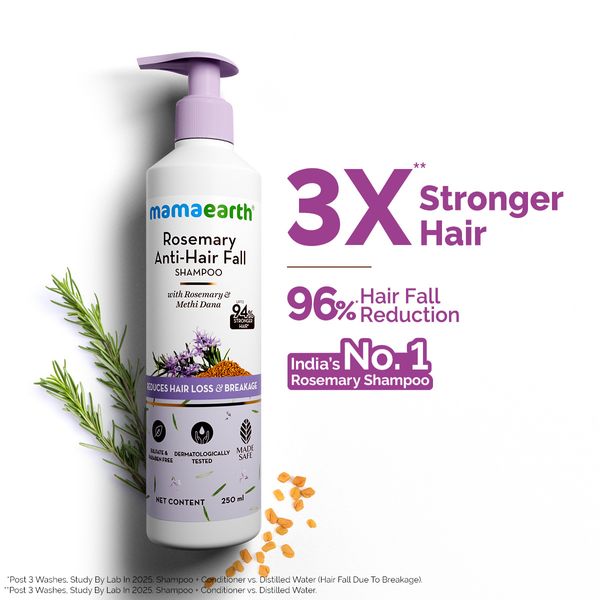 mamaearth®
Rosemary
Anti-Hair Fall
SHAMPOO
with Rosemary &
Methi Dana
94%
STRONGER
HAIR*
REDUCES HAIR LOSS & BREAKAGE
SULFATE &
PARABEN FREE
DERMATOLOGICALLY
TESTED
MADE
SAFE
NET CONTENT 250 ml
3X**
Stronger
Hair
96%*
Hair Fall
Reduction
India's No. 1
Rosemary Shampoo
*Post 3 Washes, Study By Lab In 2025. Shampoo + Conditioner vs. Distilled Water (Hair Fall Due To Breakage).
**Post 3 Washes, Study By Lab In 2025. Shampoo + Conditioner vs. Distilled Water.